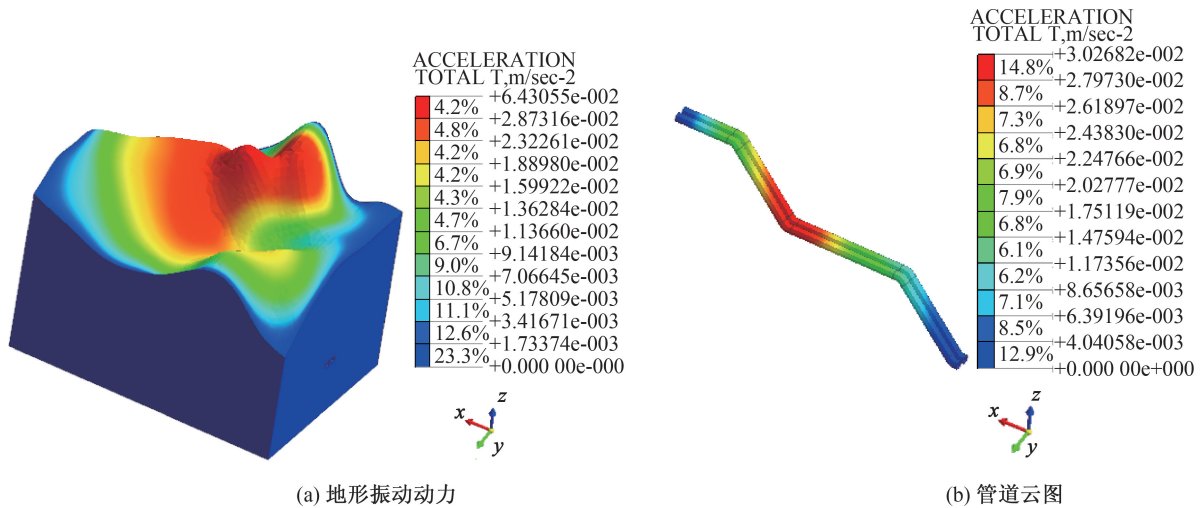 ACCELERATION
TOTAL T,m/sec-2
+6.43055e-002
4.2%
+2.87316e-002
4.8%
+2.32261e-002
4.2%
+1.88980e-002
4.2%
+1.59922e-002
4.3%
+1.36284e-002
4.7%
+1.13660e-002
6.7%
+9.14184e-003
9.0%
+7.06645e-003
10.8%
+5.17809e-003
11.1%
+3.41671e-003
12.6%
+1.73374e-003
23.3%
+0.000 00e-000
z
x
y
(a) 地形振动动力
ACCELERATION
TOTAL T,m/sec-2
+3.02682e-002
14.8%
+2.79730e-002
8.7%
+2.61897e-002
7.3%
+2.43830e-002
6.8%
+2.24766e-002
6.9%
+2.02777e-002
7.9%
+1.75119e-002
6.8%
+1.47594e-002
6.1%
+1.17356e-002
6.2%
+8.65658e-003
7.1%
+6.39196e-003
8.5%
+4.04058e-003
12.9%
+0.000 00e+000
z
x
y
(b) 管道云图